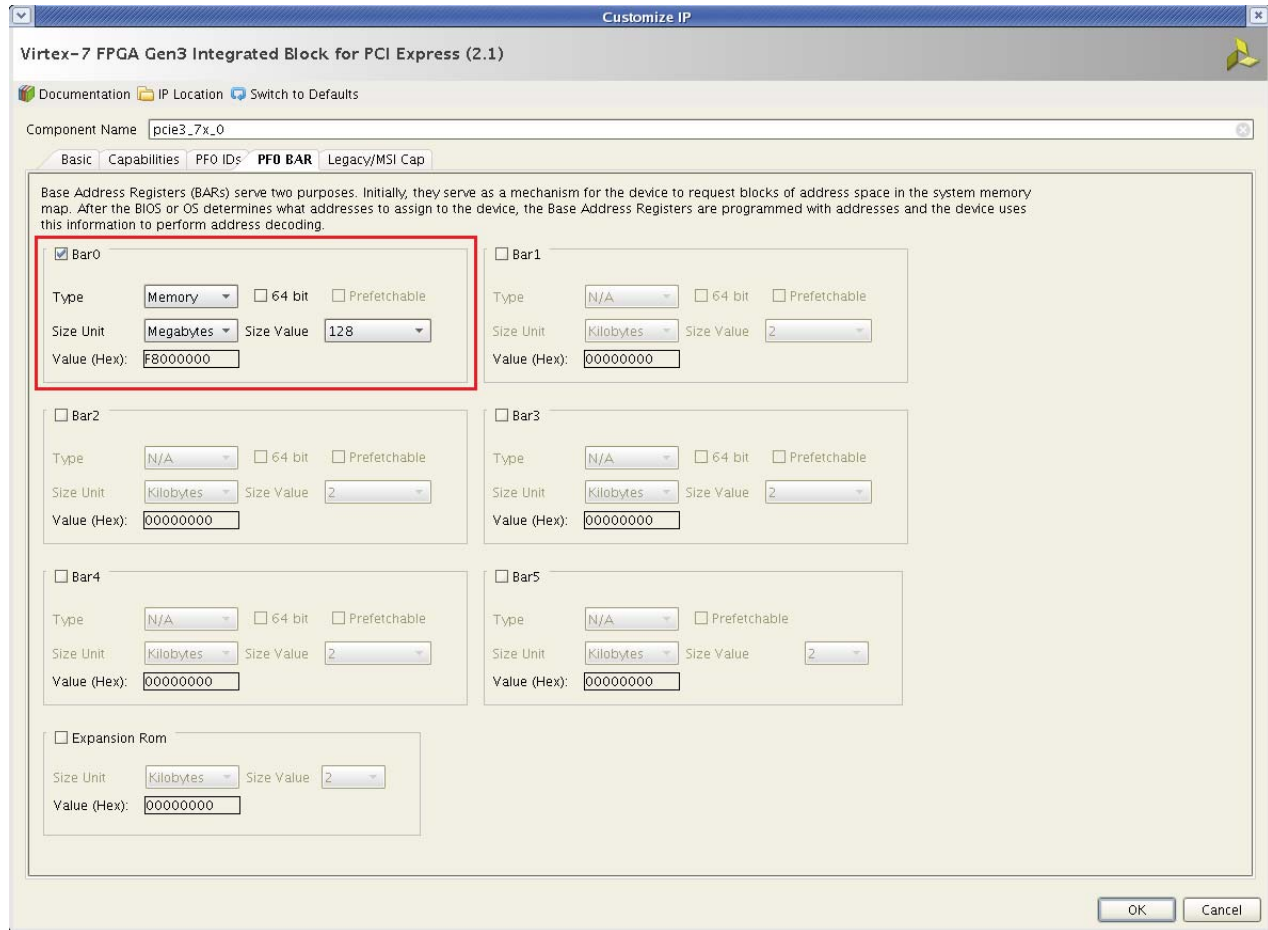 Customize IP
Virtex-7 FPGA Gen3 Integrated Block for PCI Express (2.1)
Documentation IP Location Switch to Defaults
Component Name pcie3_7x_0
Basic Capabilities PF0 IDs PF0 BAR Legacy/MSI Cap
Base Address Registers (BARs) serve two purposes. Initially, they serve as a mechanism for the device to request blocks of address space in the system memory
map. After the BIOS or OS determines what addresses to assign to the device, the Base Address Registers are programmed with addresses and the device uses
this information to perform address decoding.
Bar0
Type Memory 64 bit Prefetchable
Size Unit Megabytes Size Value 128
Value (Hex): F8000000
Bar1
Type N/A 64 bit Prefetchable
Size Unit Kilobytes Size Value 2
Value (Hex): 00000000
Bar2
Type N/A 64 bit Prefetchable
Size Unit Kilobytes Size Value 2
Value (Hex): 00000000
Bar3
Type N/A 64 bit Prefetchable
Size Unit Kilobytes Size Value 2
Value (Hex): 00000000
Bar4
Type N/A 64 bit Prefetchable
Size Unit Kilobytes Size Value 2
Value (Hex): 00000000
Bar5
Type N/A Prefetchable
Size Unit Kilobytes Size Value 2
Value (Hex): 00000000
Expansion Rom
Size Unit Kilobytes Size Value 2
Value (Hex): 00000000
OK Cancel